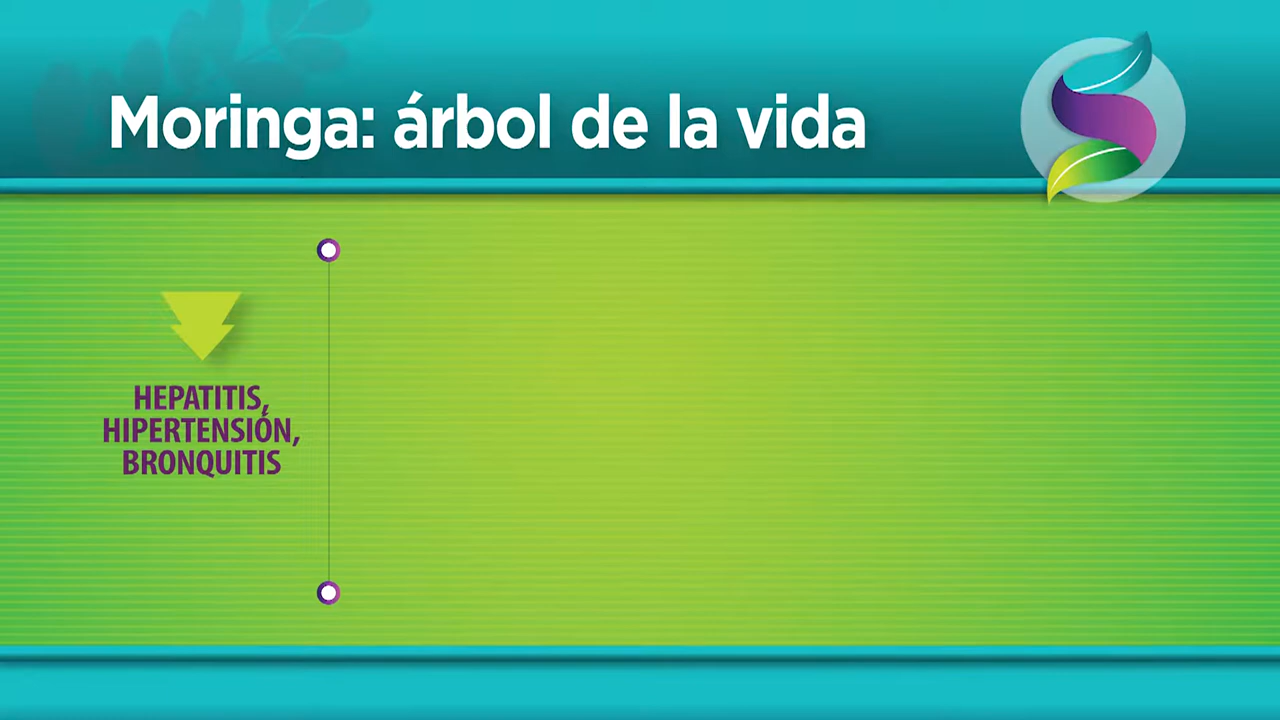 Moringa: árbol de la vida
HEPATITIS,
HIPERTENSIÓN,
BRONQUITIS